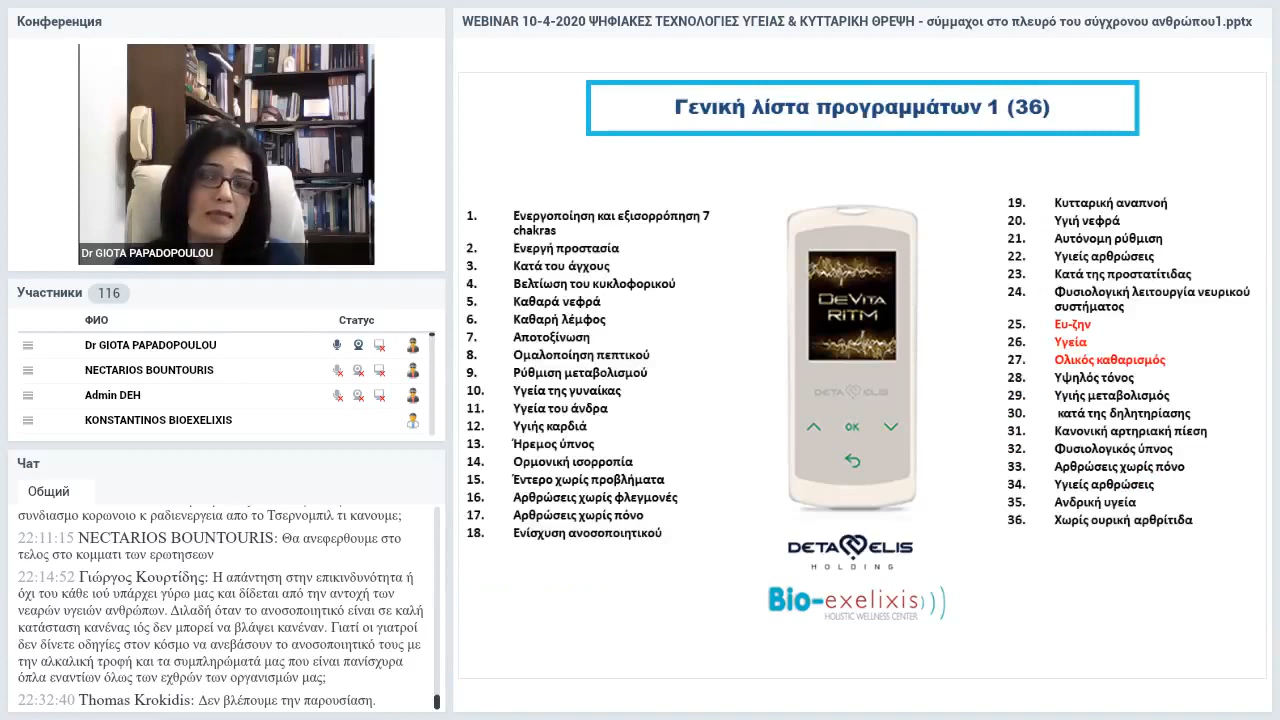 Конференция
Dr GIOTA PAPADOPOULOU
Участники 116
ФИО Статус
Dr GIOTA PAPADOPOULOU
NECTARIOS BOUNTOURIS
Admin DEH
KONSTANTINOS BIOEXELIXIS
Чат
Общий
συνδιασμο κορωνοιο κ ραδιενεργεια απο το Τσερνομπιλ τι κανουμε;
22:11:15 NECTARIOS BOUNTOURIS: Θα ανεφερθουμε στο
τελος στο κομματι των ερωτησεων
22:14:52 Γιώργος Κουρτίδης: Η απάντηση στην επικινδυνότητα ή
όχι του κάθε ιού υπάρχει γύρω μας και δίδεται από την αντοχή των
νεαρών υγειών ανθρώπων. Διλαδή όταν το ανοσοποιητικό είναι σε καλή
κατάσταση κανένας ιός δεν μπορεί να βλάψει κανέναν. Γιατί οι γιατροί
δεν δίνετε οδηγίες στον κόσμο να ανεβάσουν το ανοσοποιητικό τους με
την αλκαλική τροφή και τα συμπληρώματά μας που είναι πανίσχυρα
όπλα εναντίων όλως των εχθρών των οργανισμών μας;
22:32:40 Thomas Krokidis: Δεν βλέπουμε την παρουσίαση.
WEBINAR 10-4-2020 ΨΗΦΙΑΚΕΣ ΤΕΧΝΟΛΟΓΙΕΣ ΥΓΕΙΑΣ & ΚΥΤΤΑΡΙΚΗ ΘΡΕΨΗ - σύμμαχοι στο πλευρό του σύγχρονου ανθρώπου1.pptx
Γενική λίστα προγραμμάτων 1 (36)
1. Ενεργοποίηση και εξισορρόπηση 7
chakras
2. Ενεργή προστασία
3. Κατά του άγχους
4. Βελτίωση του κυκλοφορικού
5. Καθαρά νεφρά
6. Καθαρή λέμφος
7. Αποτοξίνωση
8. Ομαλοποίηση πεπτικού
9. Ρύθμιση μεταβολισμού
10. Υγεία της γυναίκας
11. Υγεία του άνδρα
12. Υγιής καρδιά
13. Ήρεμος ύπνος
14. Ορμονική ισορροπία
15. Έντερο χωρίς προβλήματα
16. Αρθρώσεις χωρίς φλεγμονές
17. Αρθρώσεις χωρίς πόνο
18. Ενίσχυση ανοσοποιητικού
DEVITA
RITM
DETA ELIS
OK
DETA ELIS
HOLDING
Bio-exelixis
HOLISTIC WELLNESS CENTER
19. Κυτταρική αναπνοή
20. Υγιή νεφρά
21. Αυτόνομη ρύθμιση
22. Υγιείς αρθρώσεις
23. Κατά της προστατίτιδας
24. Φυσιολογική λειτουργία νευρικού
συστήματος
25. Ευ-ζην
26. Υγεία
27. Ολικός καθαρισμός
28. Υψηλός τόνος
29. Υγιής μεταβολισμός
30. κατά της δηλητηρίασης
31. Κανονική αρτηριακή πίεση
32. Φυσιολογικός ύπνος
33. Αρθρώσεις χωρίς πόνο
34. Υγιείς αρθρώσεις
35. Ανδρική υγεία
36. Χωρίς ουρική αρθρίτιδα